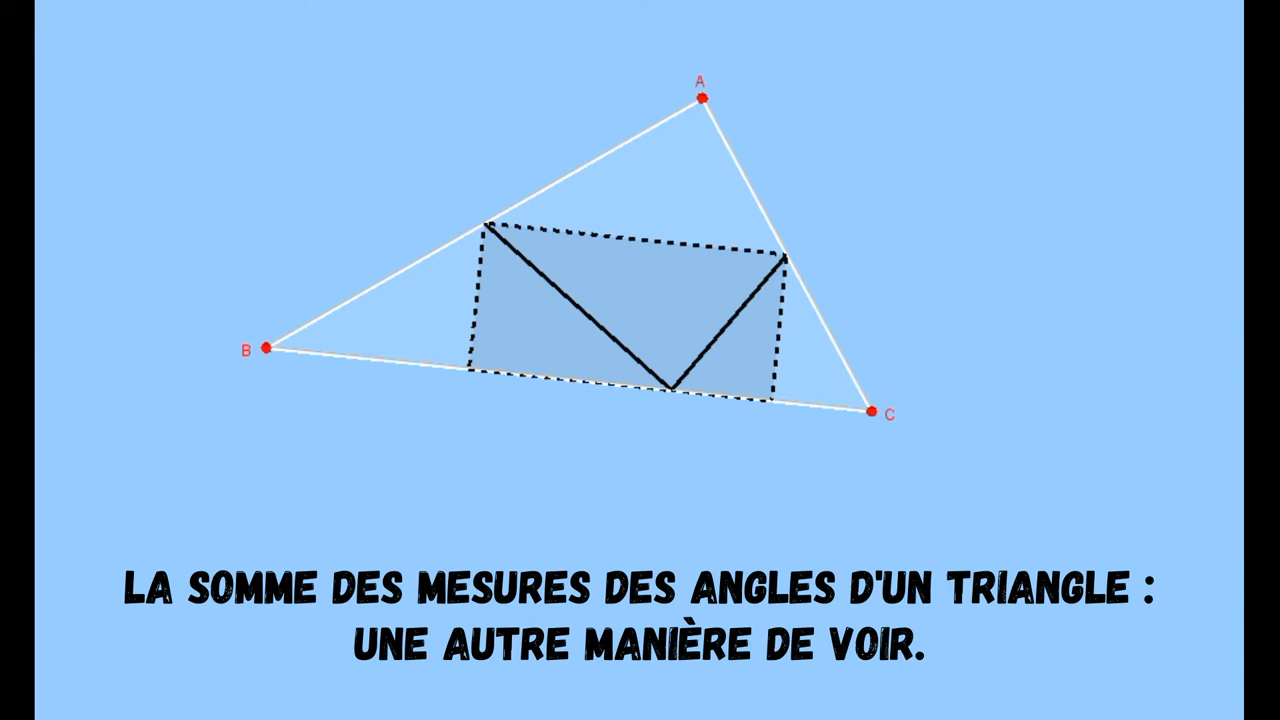 A
B
C
LA SOMME DES MESURES DES ANGLES D'UN TRIANGLE :
UNE AUTRE MANIÈRE DE VOIR.